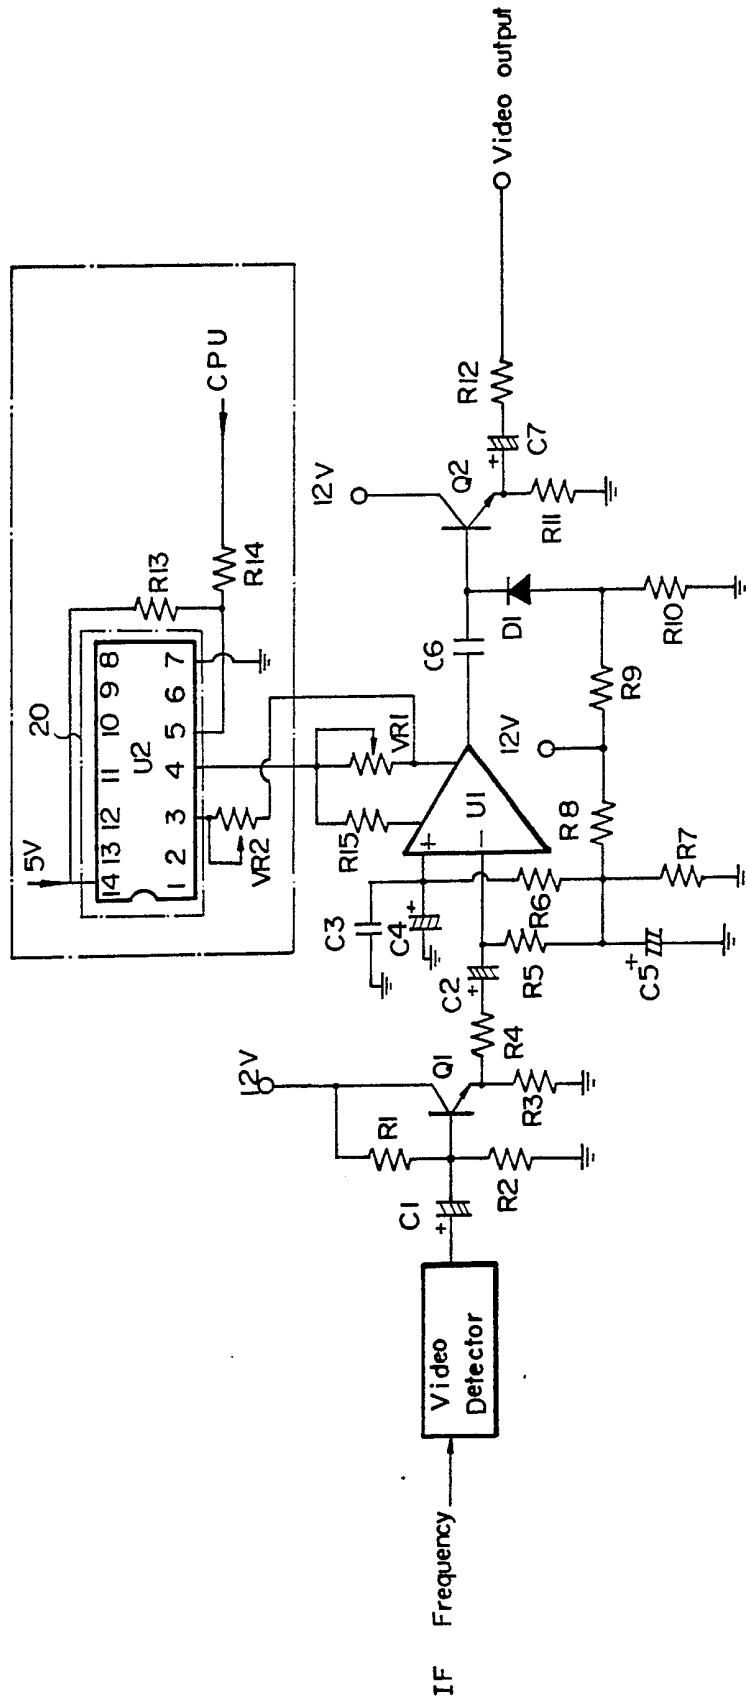 20
5V
14 13 12 11 10 9 8
U2
1 2 3 4 5 6 7
VR2
R13
R14
CPU
R15
VR1
12V
12V
12V
C3
C4
+
R1
Q1
C1
+
R2
R3
R4
C2
+
R5
R6
+
-
U1
C6
Q2
+
C7
R12
Video output
R11
D1
R8
R9
R10
R7
C5
+
Video
Detector
IF Frequency